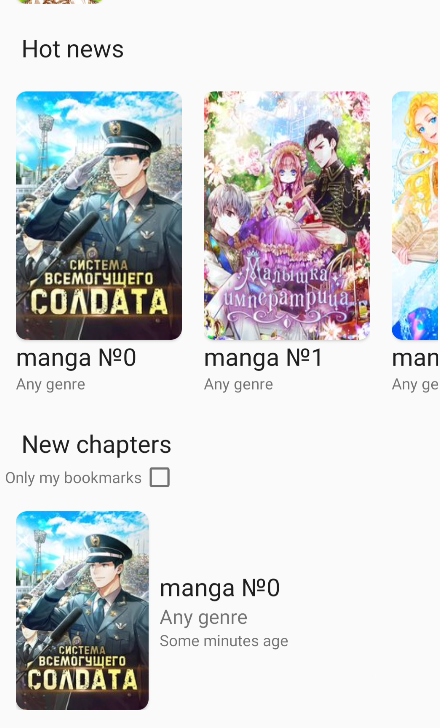 Hot news
СИСТЕМА
ВСЕМОГУЩЕГО
СОЛДАТА
Малышка
императрица
manga №0
manga №1
man
Any genre
Any genre
Any ge
New chapters
Only my bookmarks
СИСТЕМА
ВСЕМОГУЩЕГО
СОЛДАТА
manga №0
Any genre
Some minutes age